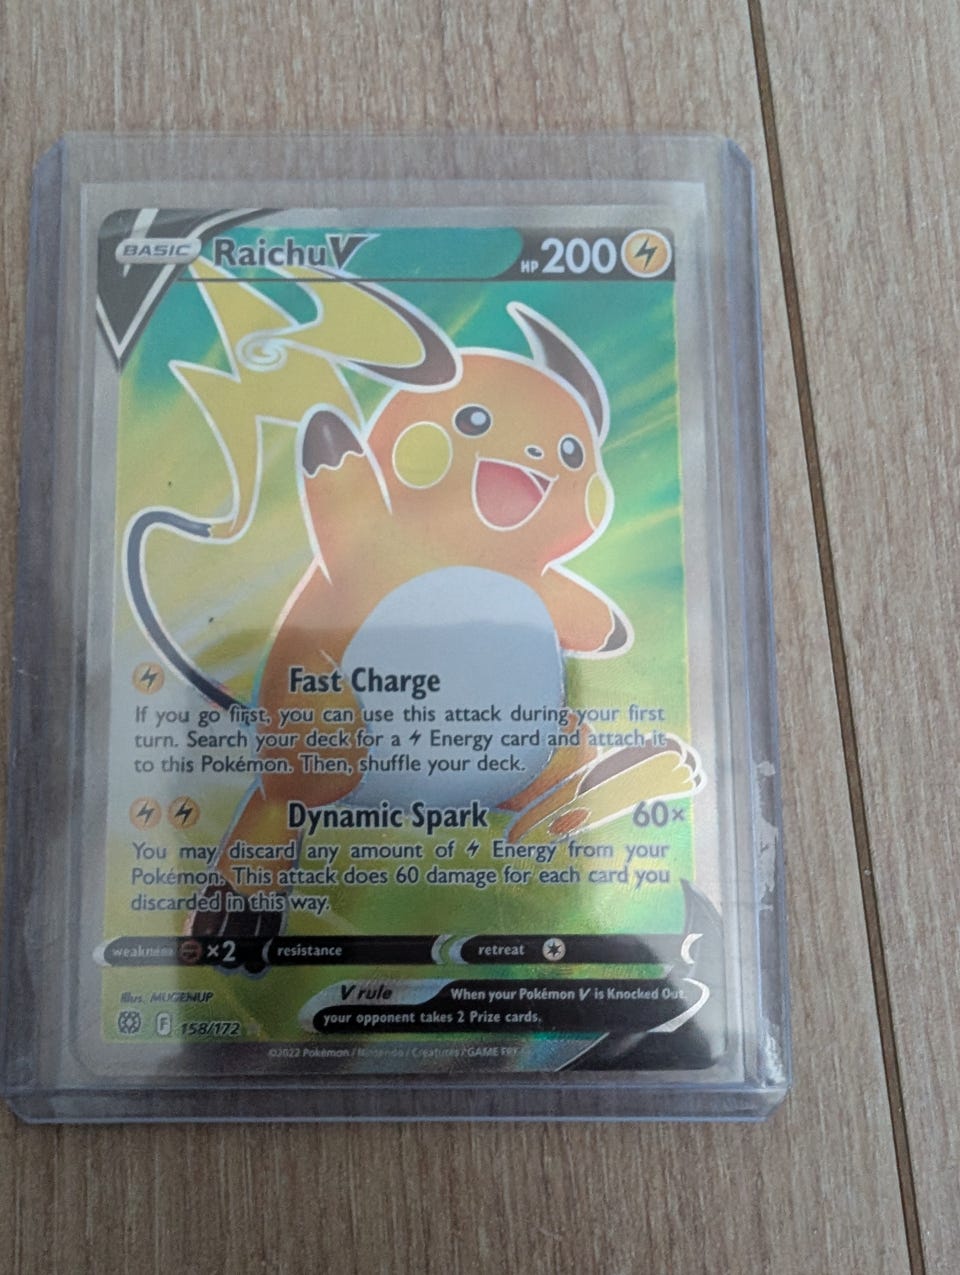 BASIC Raichu V HP 200
Fast Charge
If you go first, you can use this attack during your first
turn. Search your deck for a Energy card and attach it
to this Pokémon. Then, shuffle your deck.
Dynamic Spark 60×
You may discard any amount of Energy from your
Pokémon. This attack does 60 damage for each card you
discarded in this way.
weakness ×2 resistance retreat
Illus. MUGENUP
V rule When your Pokémon V is Knocked Out,
your opponent takes 2 Prize cards.
F 158/172
©2022 Pokémon / Nintendo / Creatures / GAME